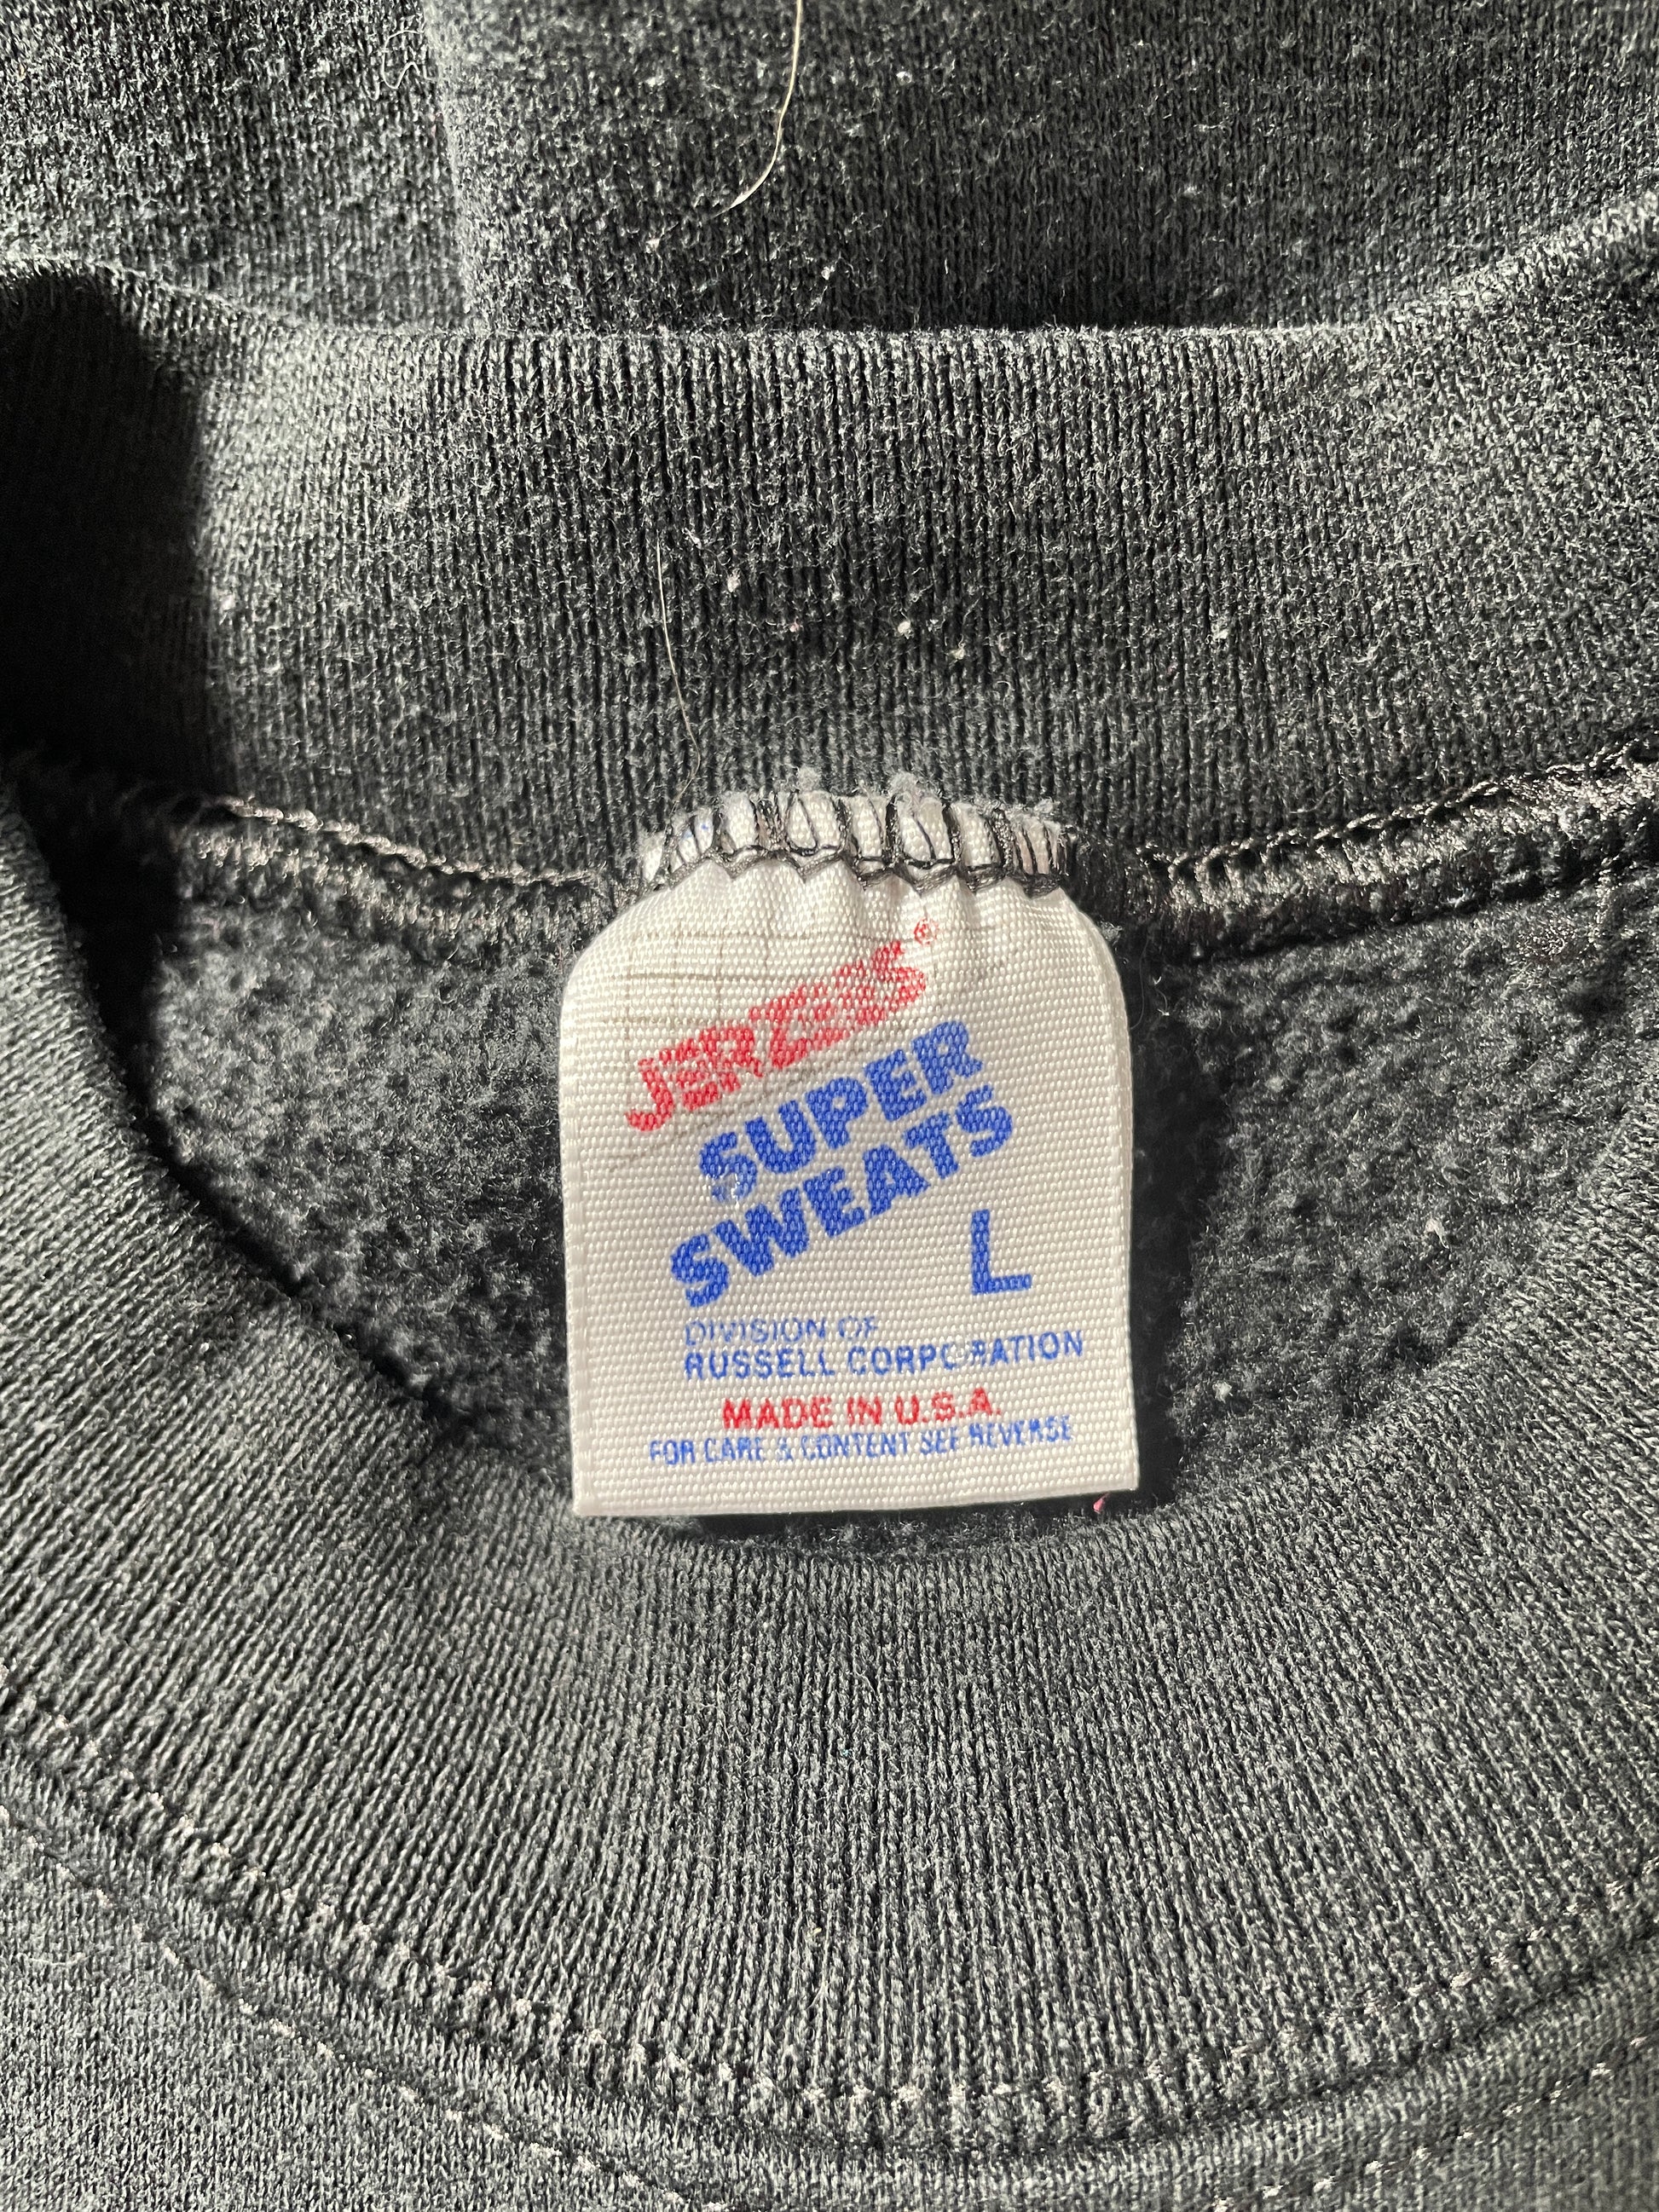 JERZEES®
SUPER
SWEATS
L
DIVISION OF
RUSSELL CORPORATION
MADE IN U.S.A.
FOR CARE & CONTENT SEE REVERSE